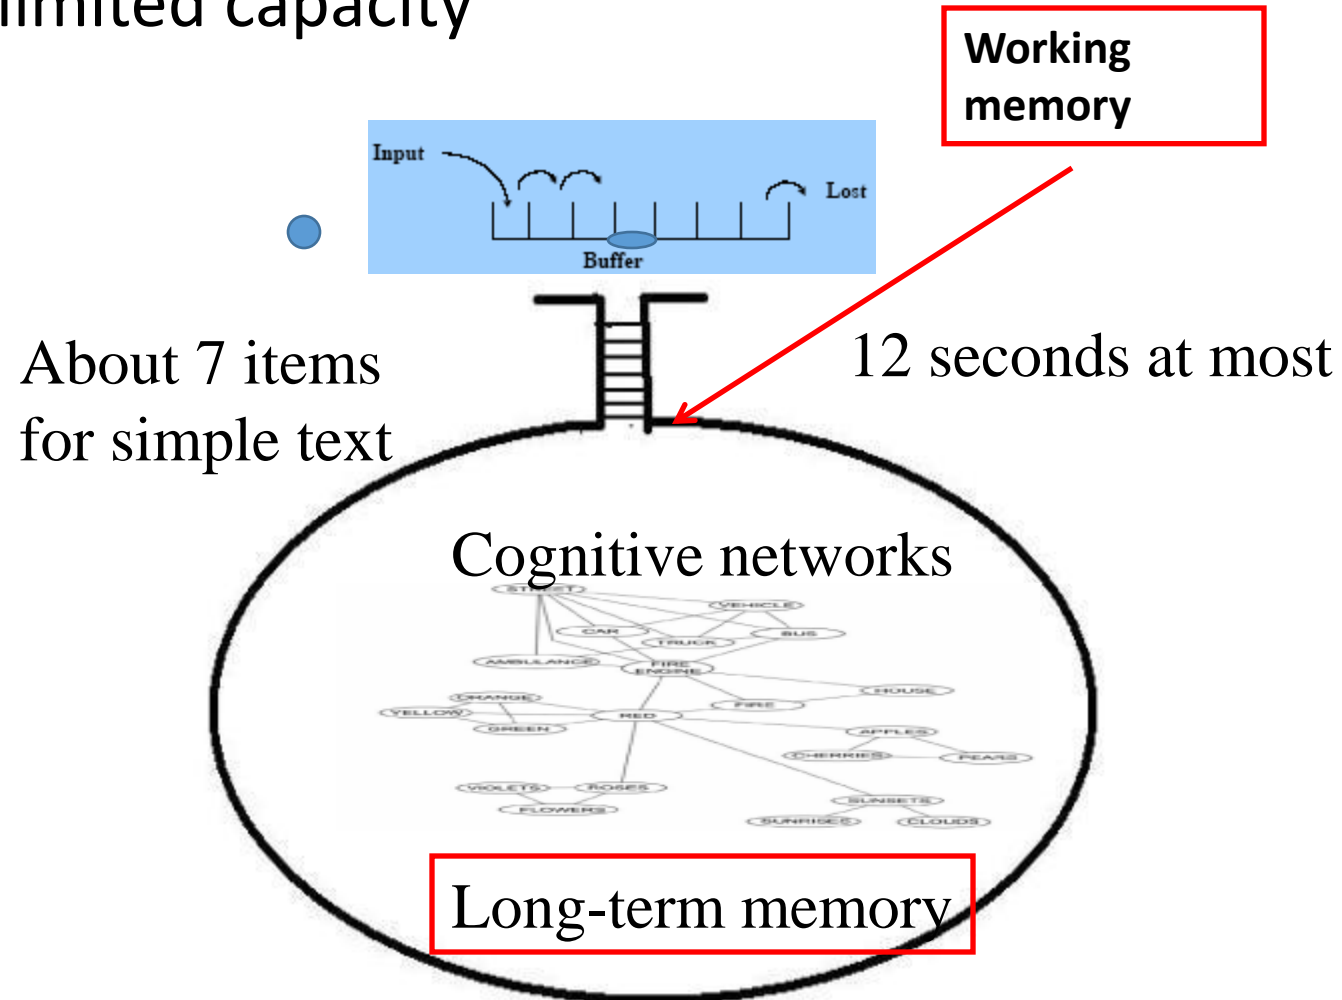 limited capacity
Working
memory
Input
Lost
Buffer
About 7 items
for simple text
12 seconds at most
Cognitive networks
STREET
VEHICLE
CAR
TRUCK
BUS
AMBULANCE
FIRE
ENGINE
HOUSE
ORANGE
FIRE
YELLOW
RED
GREEN
APPLES
CHERRIES
PEARS
VIOLETS
ROSES
FLOWERS
SUNSETS
SUNRISES
CLOUDS
Long-term memory